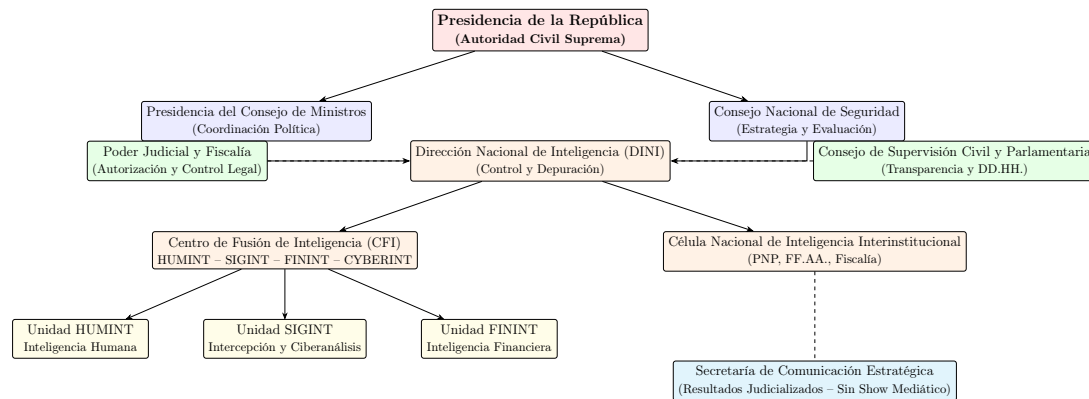 Presidencia de la República
(Autoridad Civil Suprema)
Presidencia del Consejo de Ministros
(Coordinación Política)
Consejo Nacional de Seguridad
(Estrategia y Evaluación)
Poder Judicial y Fiscalía
(Autorización y Control Legal)
Dirección Nacional de Inteligencia (DINI)
(Control y Depuración)
Consejo de Supervisión Civil y Parlamentaria
(Transparencia y DD.HH.)
Centro de Fusión de Inteligencia (CFI)
HUMINT – SIGINT – FININT – CYBERINT
Célula Nacional de Inteligencia Interinstitucional
(PNP, FF.AA., Fiscalía)
Unidad HUMINT
Inteligencia Humana
Unidad SIGINT
Intercepción y Ciberanálisis
Unidad FININT
Inteligencia Financiera
Secretaría de Comunicación Estratégica
(Resultados Judicializados – Sin Show Mediático)